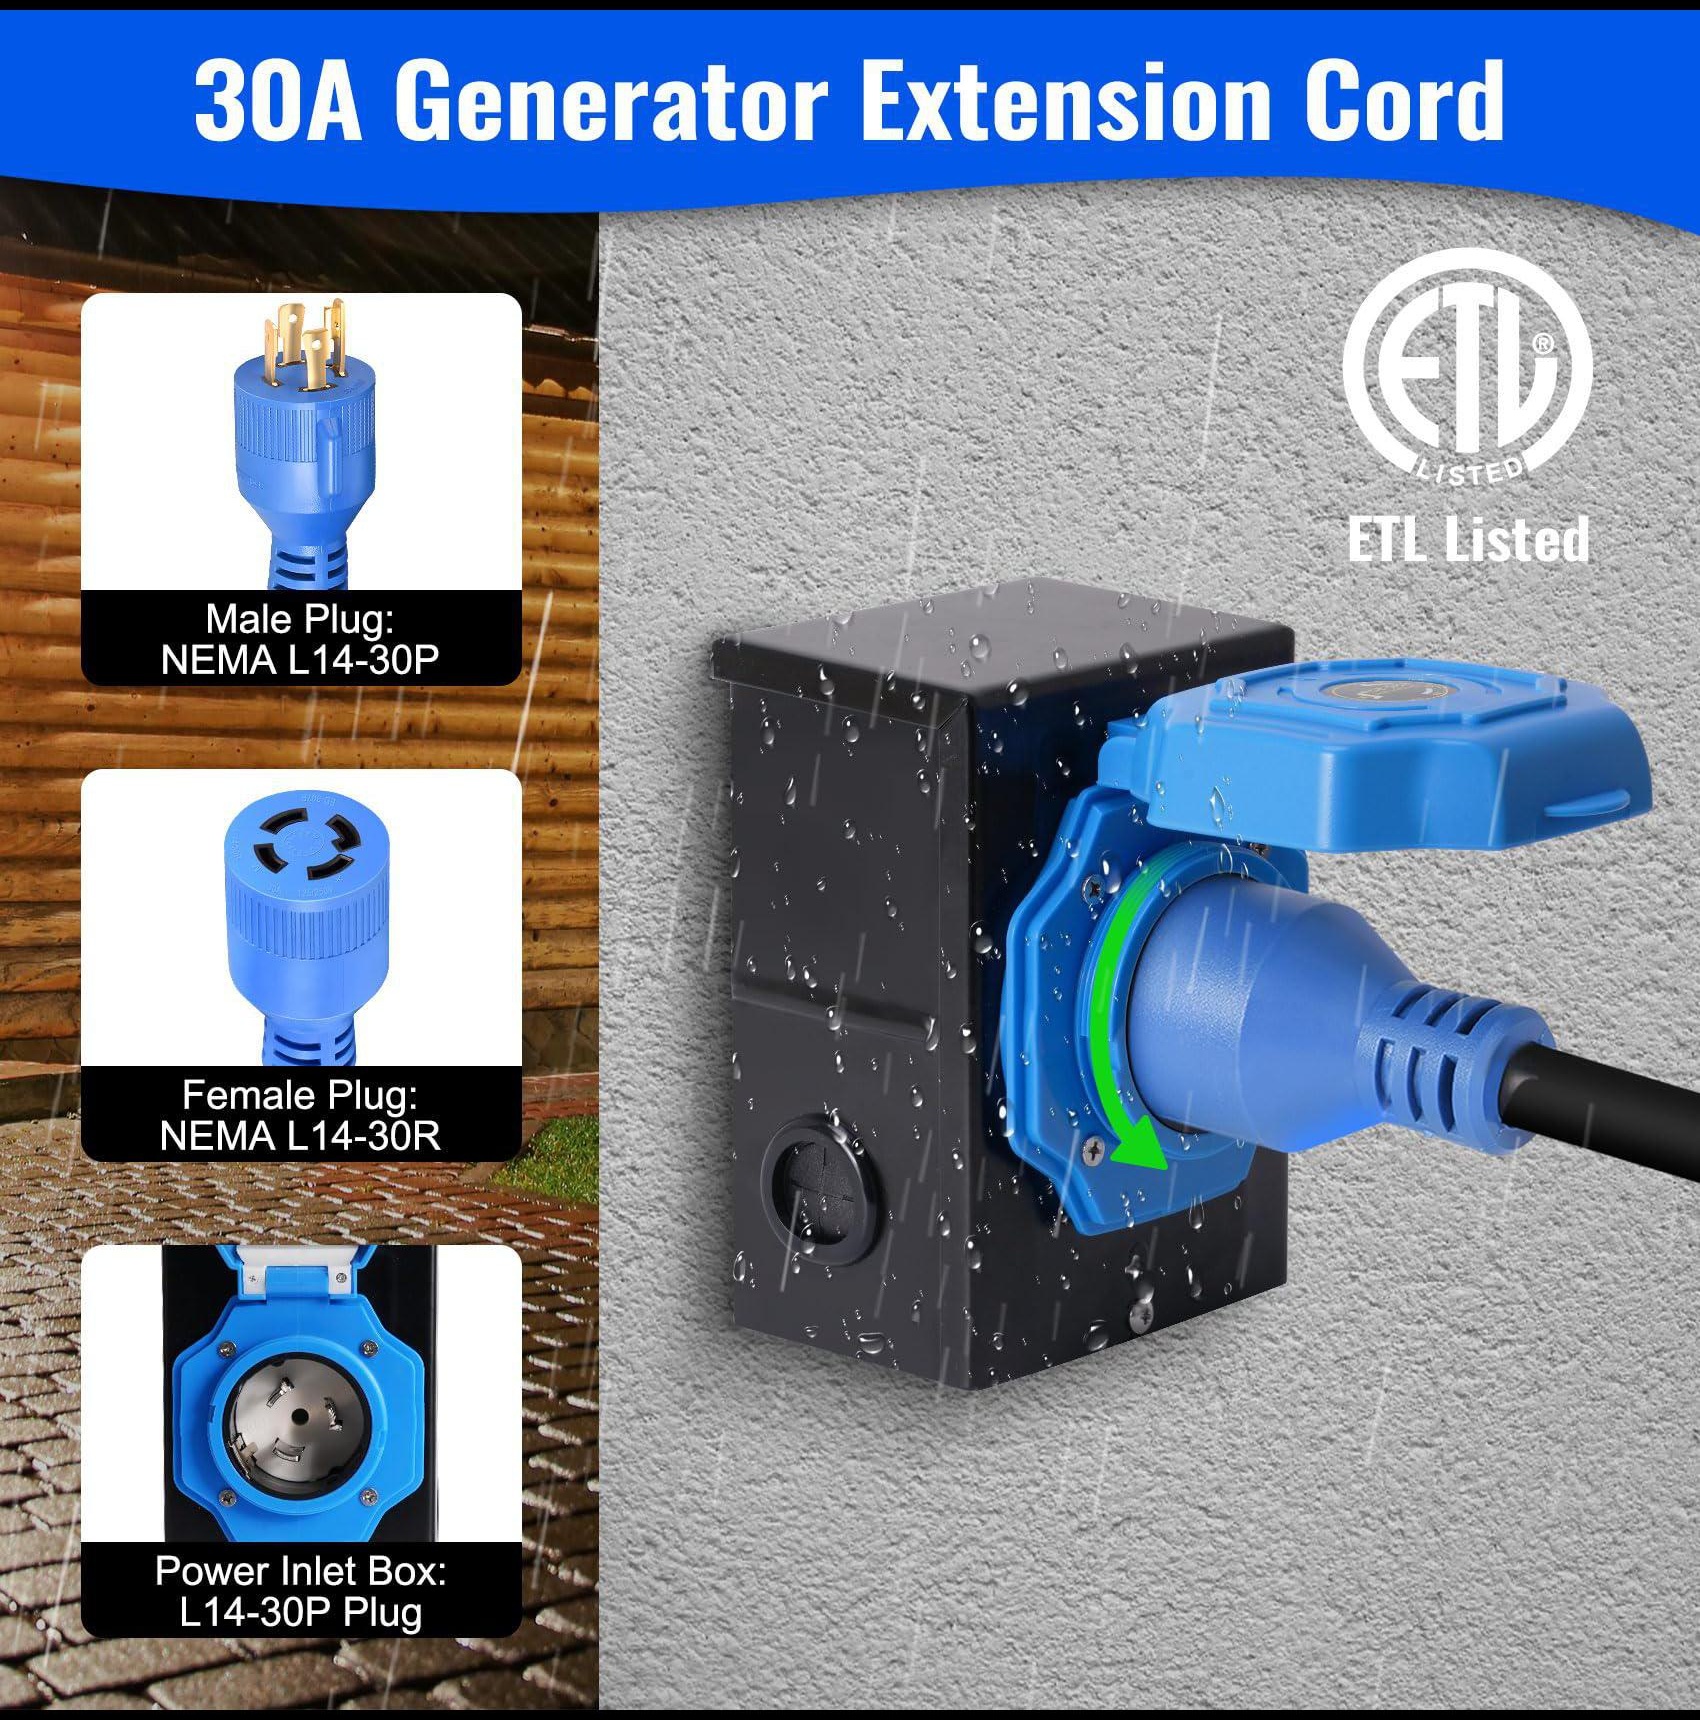 30A Generator Extension Cord
ETL®
LISTED
ETL Listed
Male Plug:
NEMA L14-30P
Female Plug:
NEMA L14-30R
Power Inlet Box:
L14-30P Plug